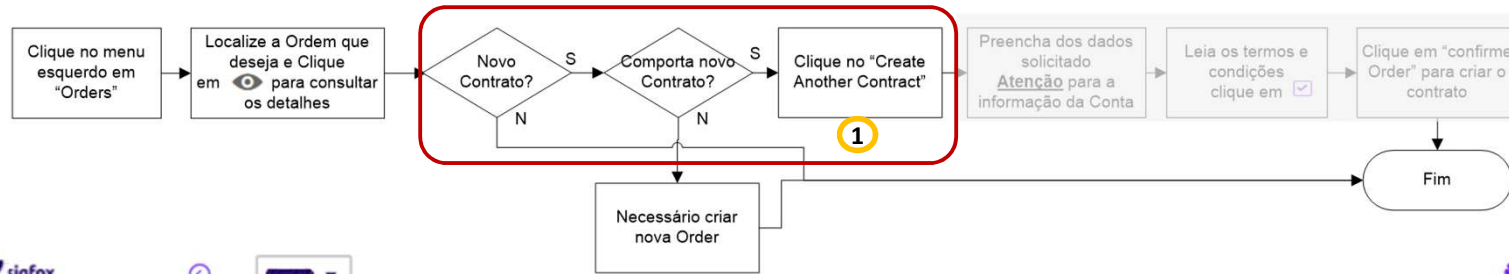 Clique no menu
esquerdo em
“Orders”
Localize a Ordem que
deseja e Clique
em para consultar
os detalhes
Novo
Contrato?
S
N
Comporta novo
Contrato?
S
N
Clique no “Create
Another Contract”
1
Preencha dos dados
solicitado
Atenção para a
informação da Conta
Leia os termos e
condições
clique em
Clique em “confirme
Order” para criar o
contrato
Necessário criar
nova Order
Fim
sigfox